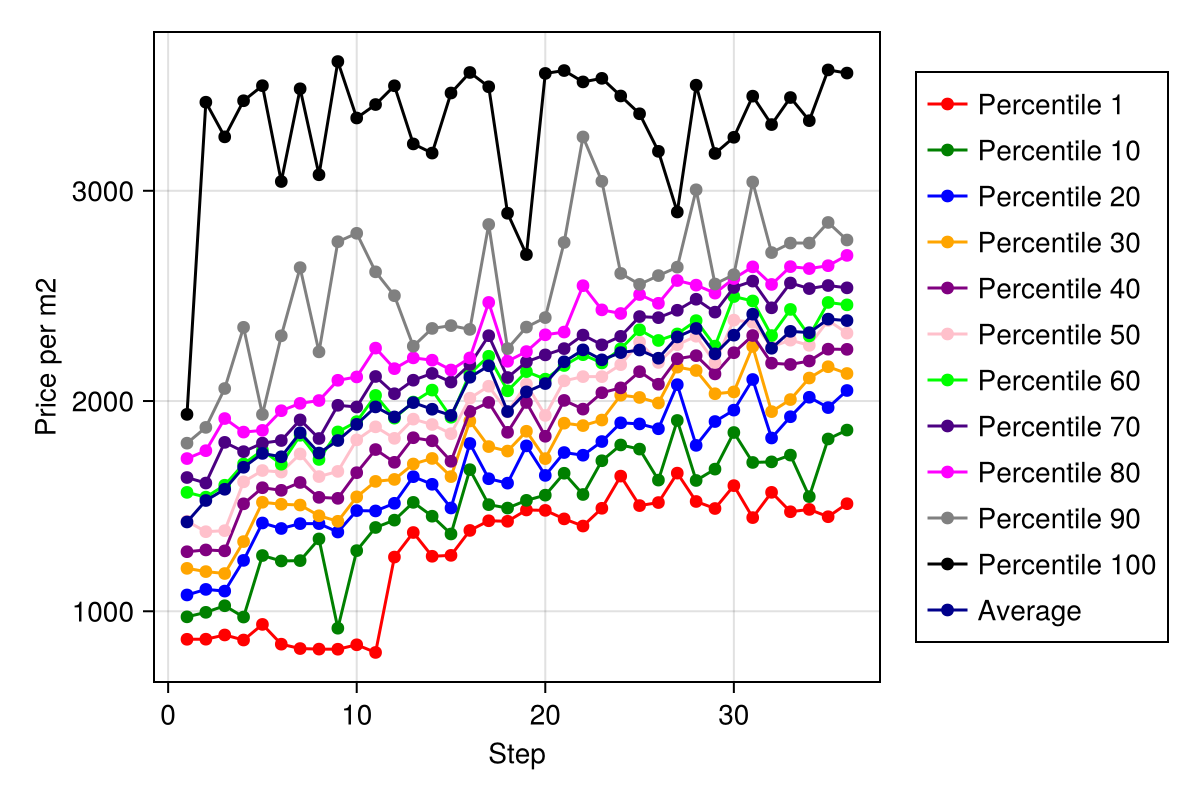 3000
2000
1000
Price per m2
0 10 20 30
Step
Percentile 1
Percentile 10
Percentile 20
Percentile 30
Percentile 40
Percentile 50
Percentile 60
Percentile 70
Percentile 80
Percentile 90
Percentile 100
Average